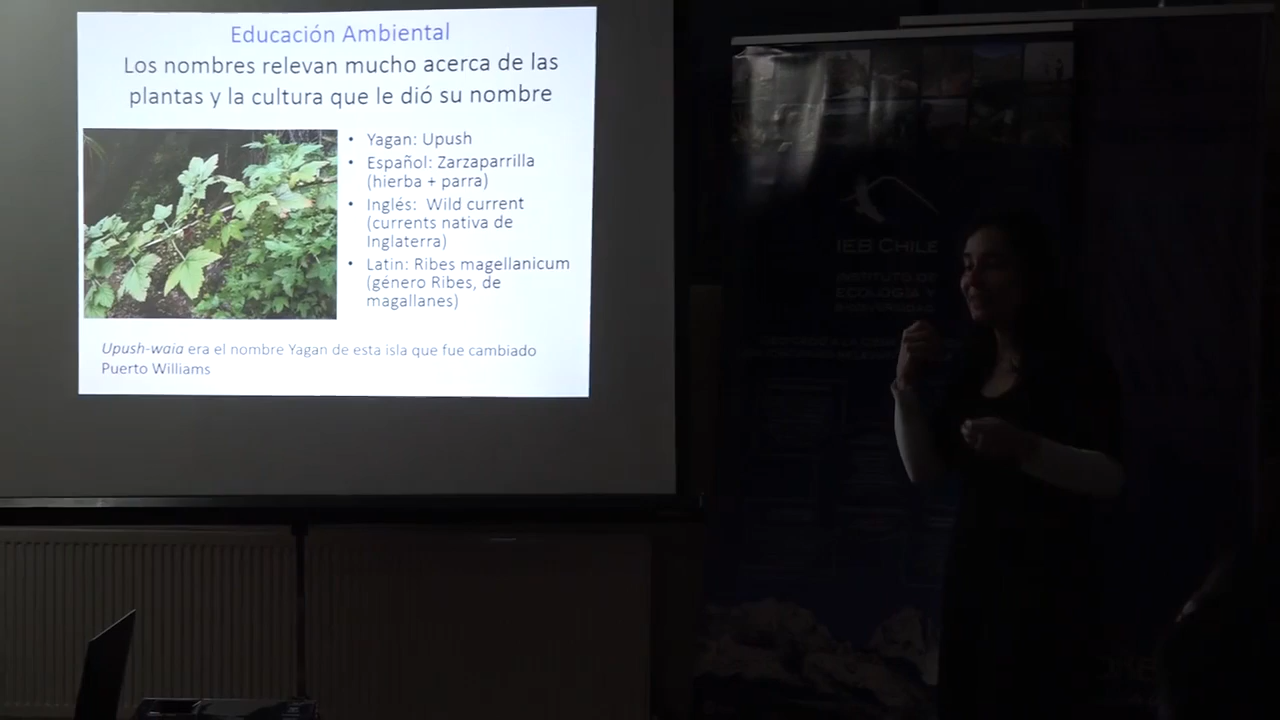 Educación Ambiental
Los nombres relevan mucho acerca de las
plantas y la cultura que le dió su nombre
• Yagan: Upush
• Español: Zarzaparrilla
(hierba + parra)
• Inglés: Wild current
(currents nativa de
Inglaterra)
• Latin: Ribes magellanicum
(género Ribes, de
magallanes)
Upush-waia era el nombre Yagan de esta isla que fue cambiado
Puerto Williams
IEB CHILE
INSTITUTO DE
ECOLOGÍA Y
BIODIVERSIDAD